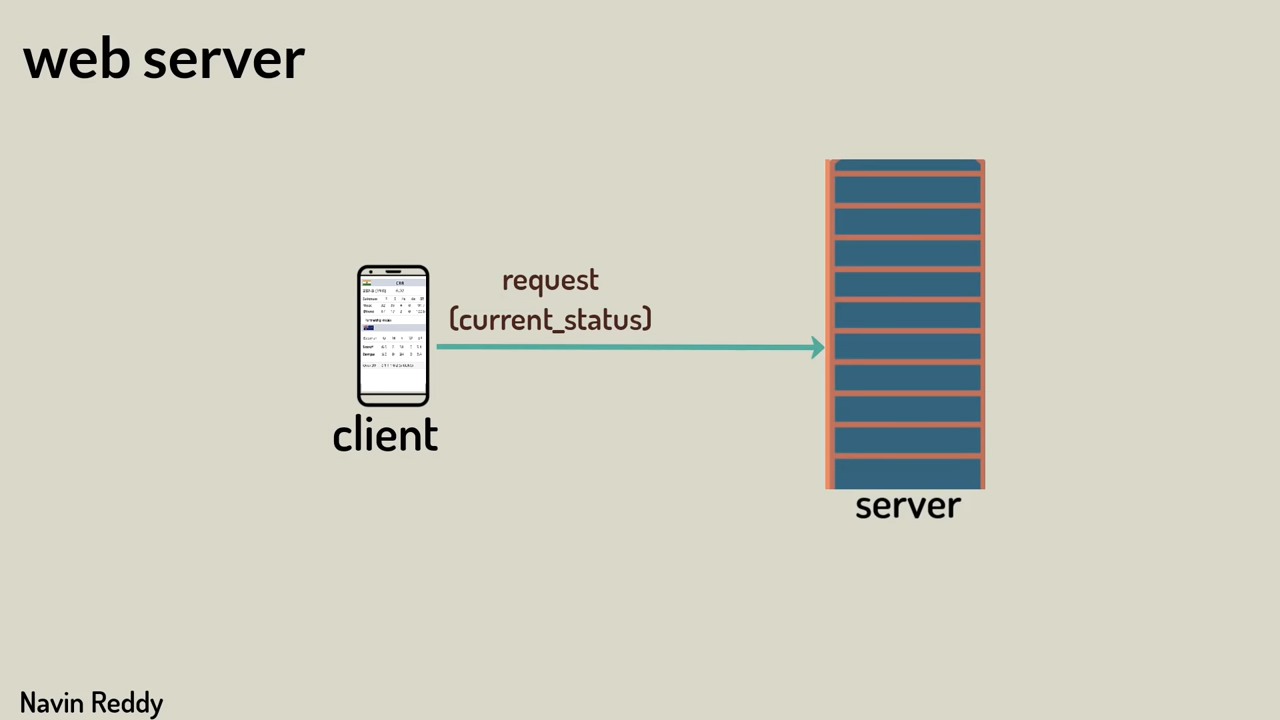 web server
request
(current_status)
client
server
Navin Reddy